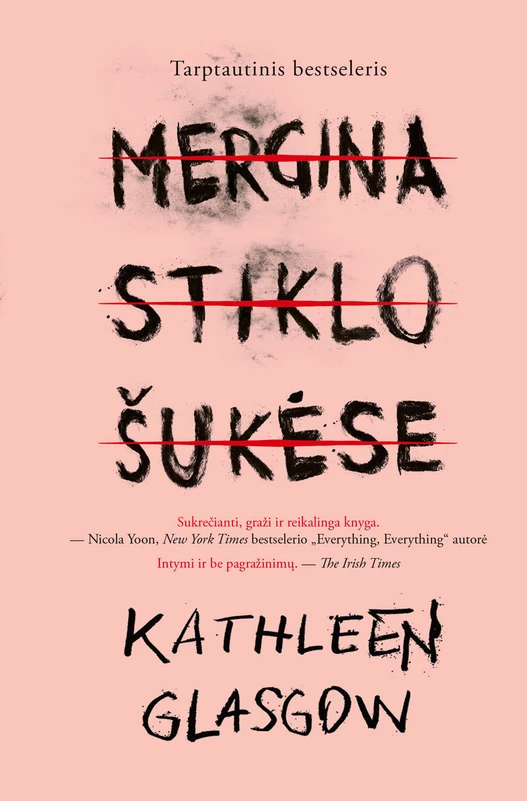 Tarptautinis bestseleris
MERGINA
STIKLO
ŠUKĖSE
Sukrečianti, graži ir reikalinga knyga.
— Nicola Yoon, New York Times bestselerio „Everything, Everything“ autorė
Intymi ir be pagražinimų. — The Irish Times
KATHLEEN
GLASGOW